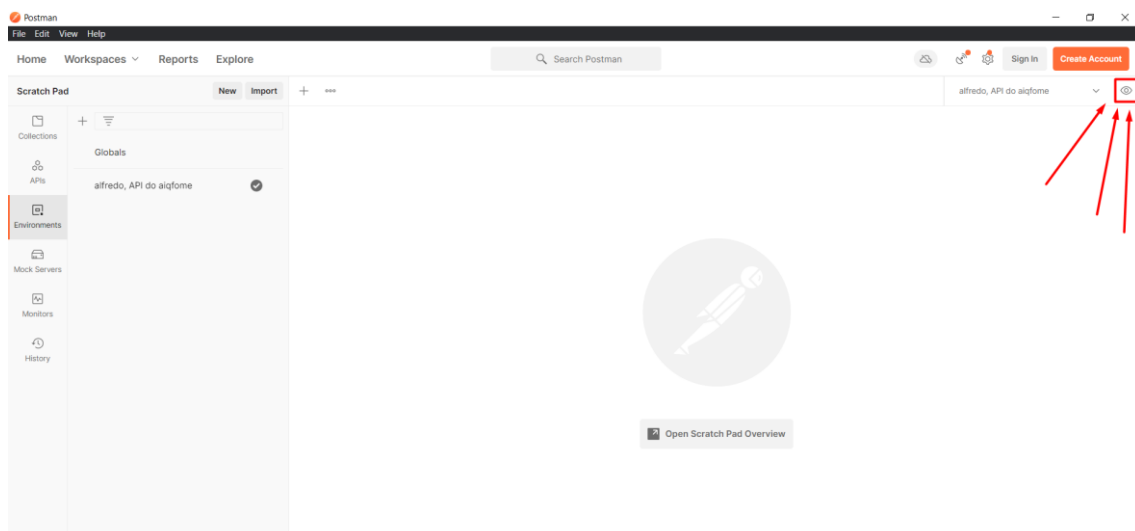 Postman
File Edit View Help
Home Workspaces Reports Explore
Search Postman
Sign In
Create Account
Scratch Pad
New Import
alfredo, API do aiqfome
Collections
APIs
Environments
Mock Servers
Monitors
History
Globals
alfredo, API do aiqfome
Open Scratch Pad Overview